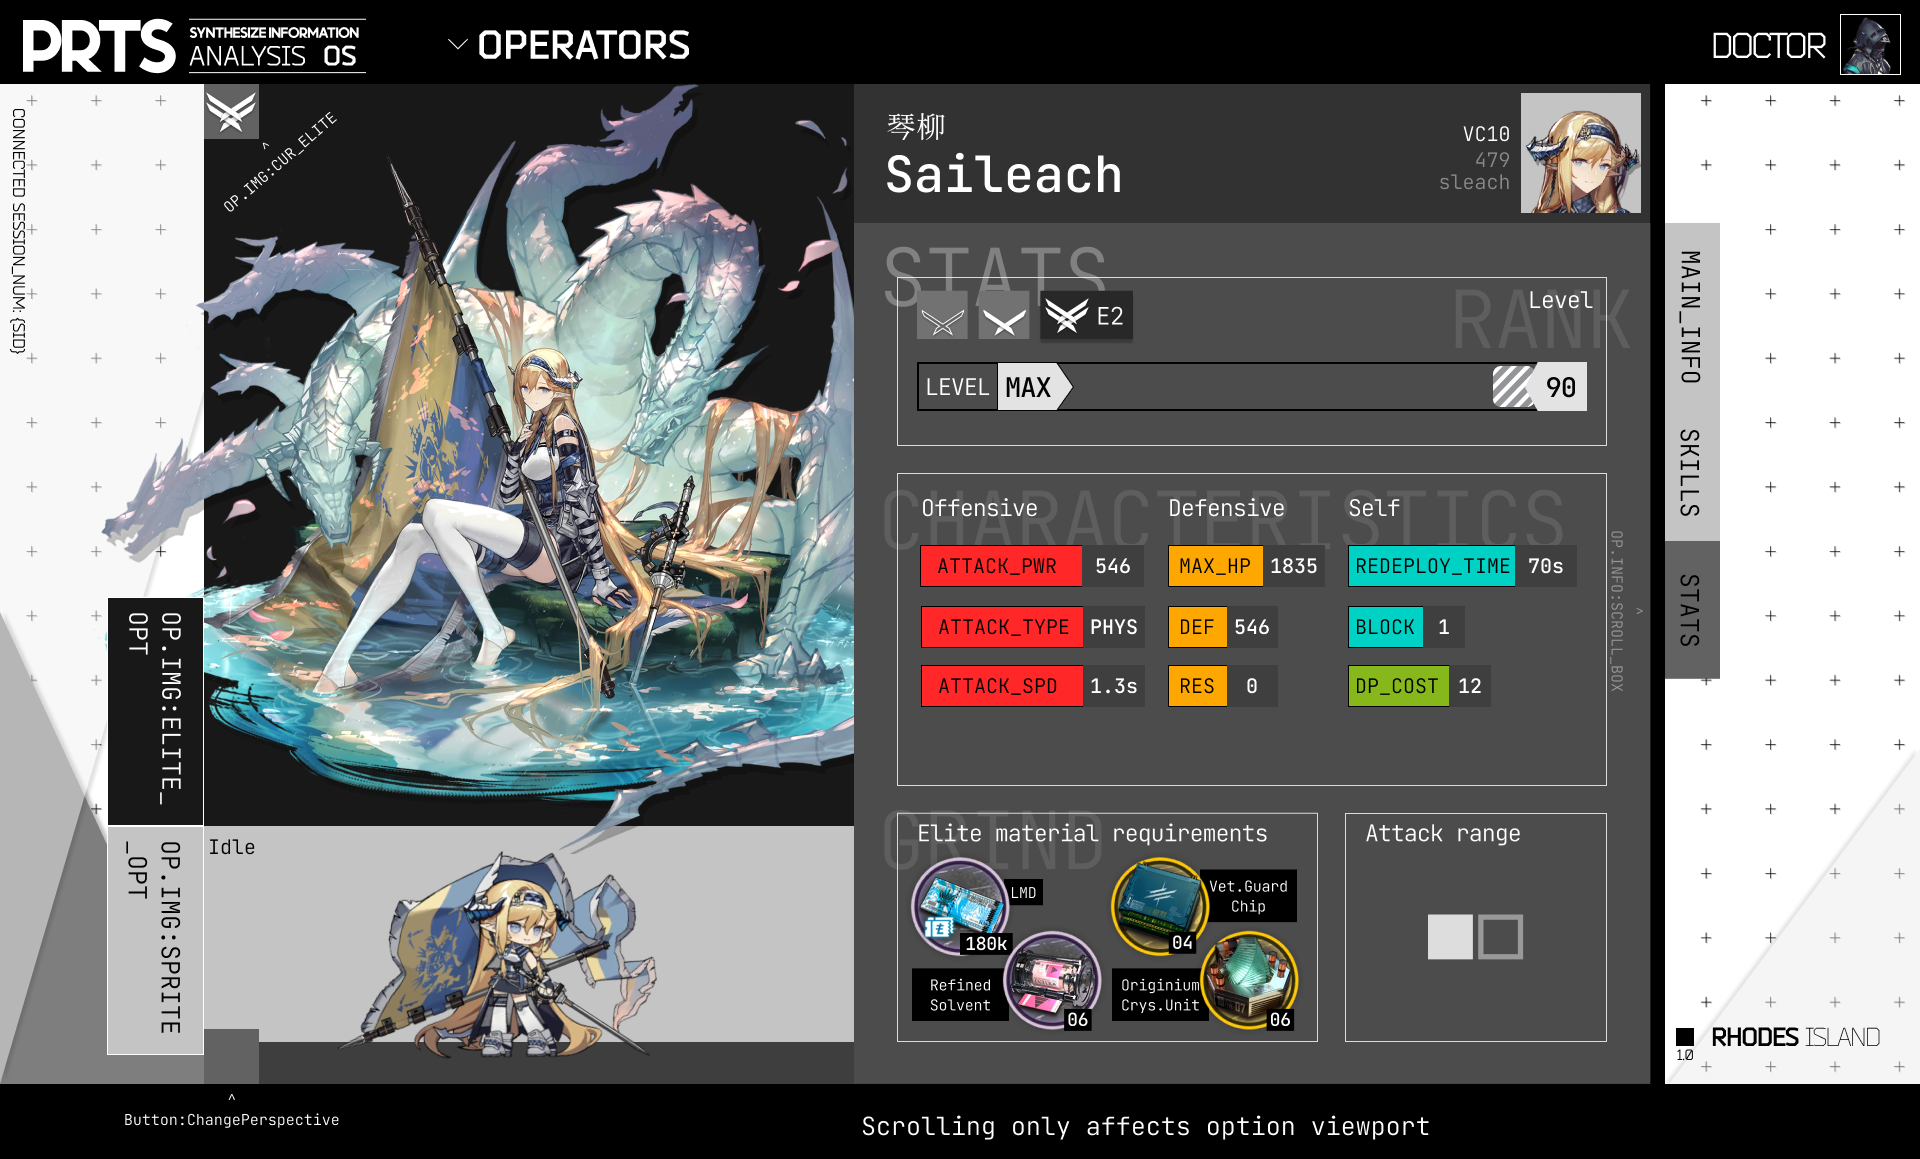 PRTS
SYNTHESIZE INFORMATION
ANALYSIS OS
OPERATORS
DOCTOR
CONNECTED SESSION_NUM: {SID}
OP.IMG:CUR_ELITE
琴柳
Saileach
VC10
479
sleach
STATS
RANK
Level
E2
LEVEL MAX
90
CHARACTERISTICS
Offensive
Defensive
Self
ATTACK_PWR 546
MAX_HP 1835
REDEPLOY_TIME 70s
ATTACK_TYPE PHYS
DEF 546
BLOCK 1
ATTACK_SPD 1.3s
RES 0
DP_COST 12
OP.INFO:SCROLL_BOX
MAIN_INFO
SKILLS
STATS
GRIND
Elite material requirements
LMD
180k
Vet.Guard
Chip
04
Refined
Solvent
06
Originium
Crys.Unit
06
Attack range
OP.IMG:ELITE_
OPT
OP.IMG:SPRITE
_OPT
Idle
RHODES ISLAND
1.0
Button:ChangePerspective
Scrolling only affects option viewport